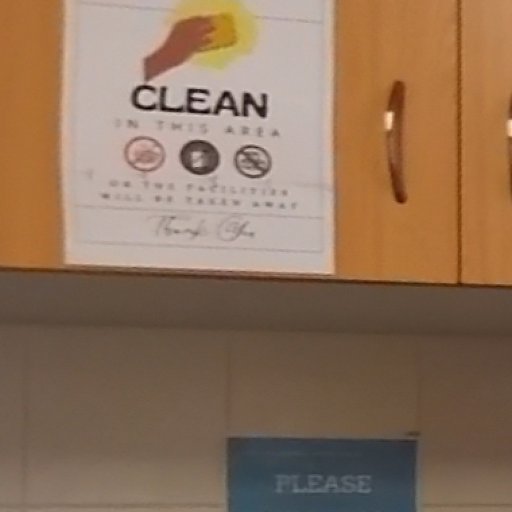 CLEAN
IN THIS AREA
OR THE FACILITIES
WILL BE TAKEN AWAY
Thank You
PLEASE